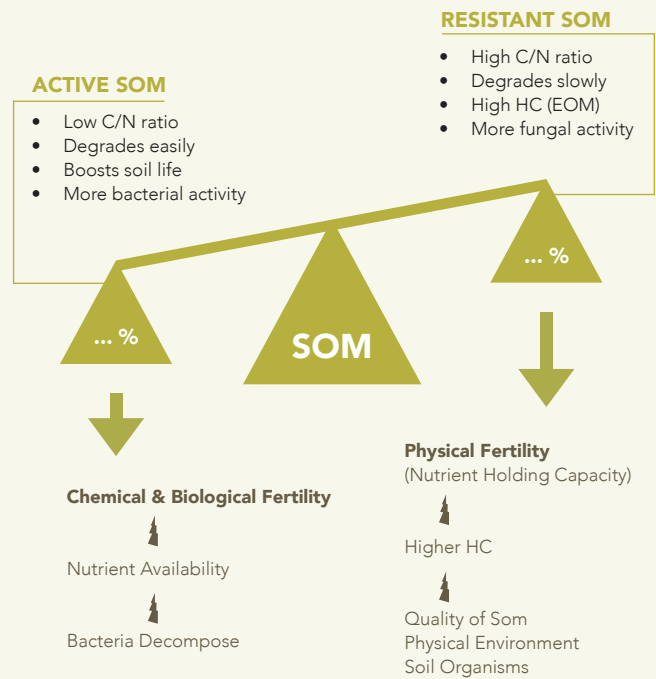 ACTIVE SOM
• Low C/N ratio
• Degrades easily
• Boosts soil life
• More bacterial activity
RESISTANT SOM
• High C/N ratio
• Degrades slowly
• High HC (EOM)
• More fungal activity
... %
SOM
... %
Chemical & Biological Fertility
Nutrient Availability
Bacteria Decompose
Physical Fertility
(Nutrient Holding Capacity)
Higher HC
Quality of Som
Physical Environment
Soil Organisms